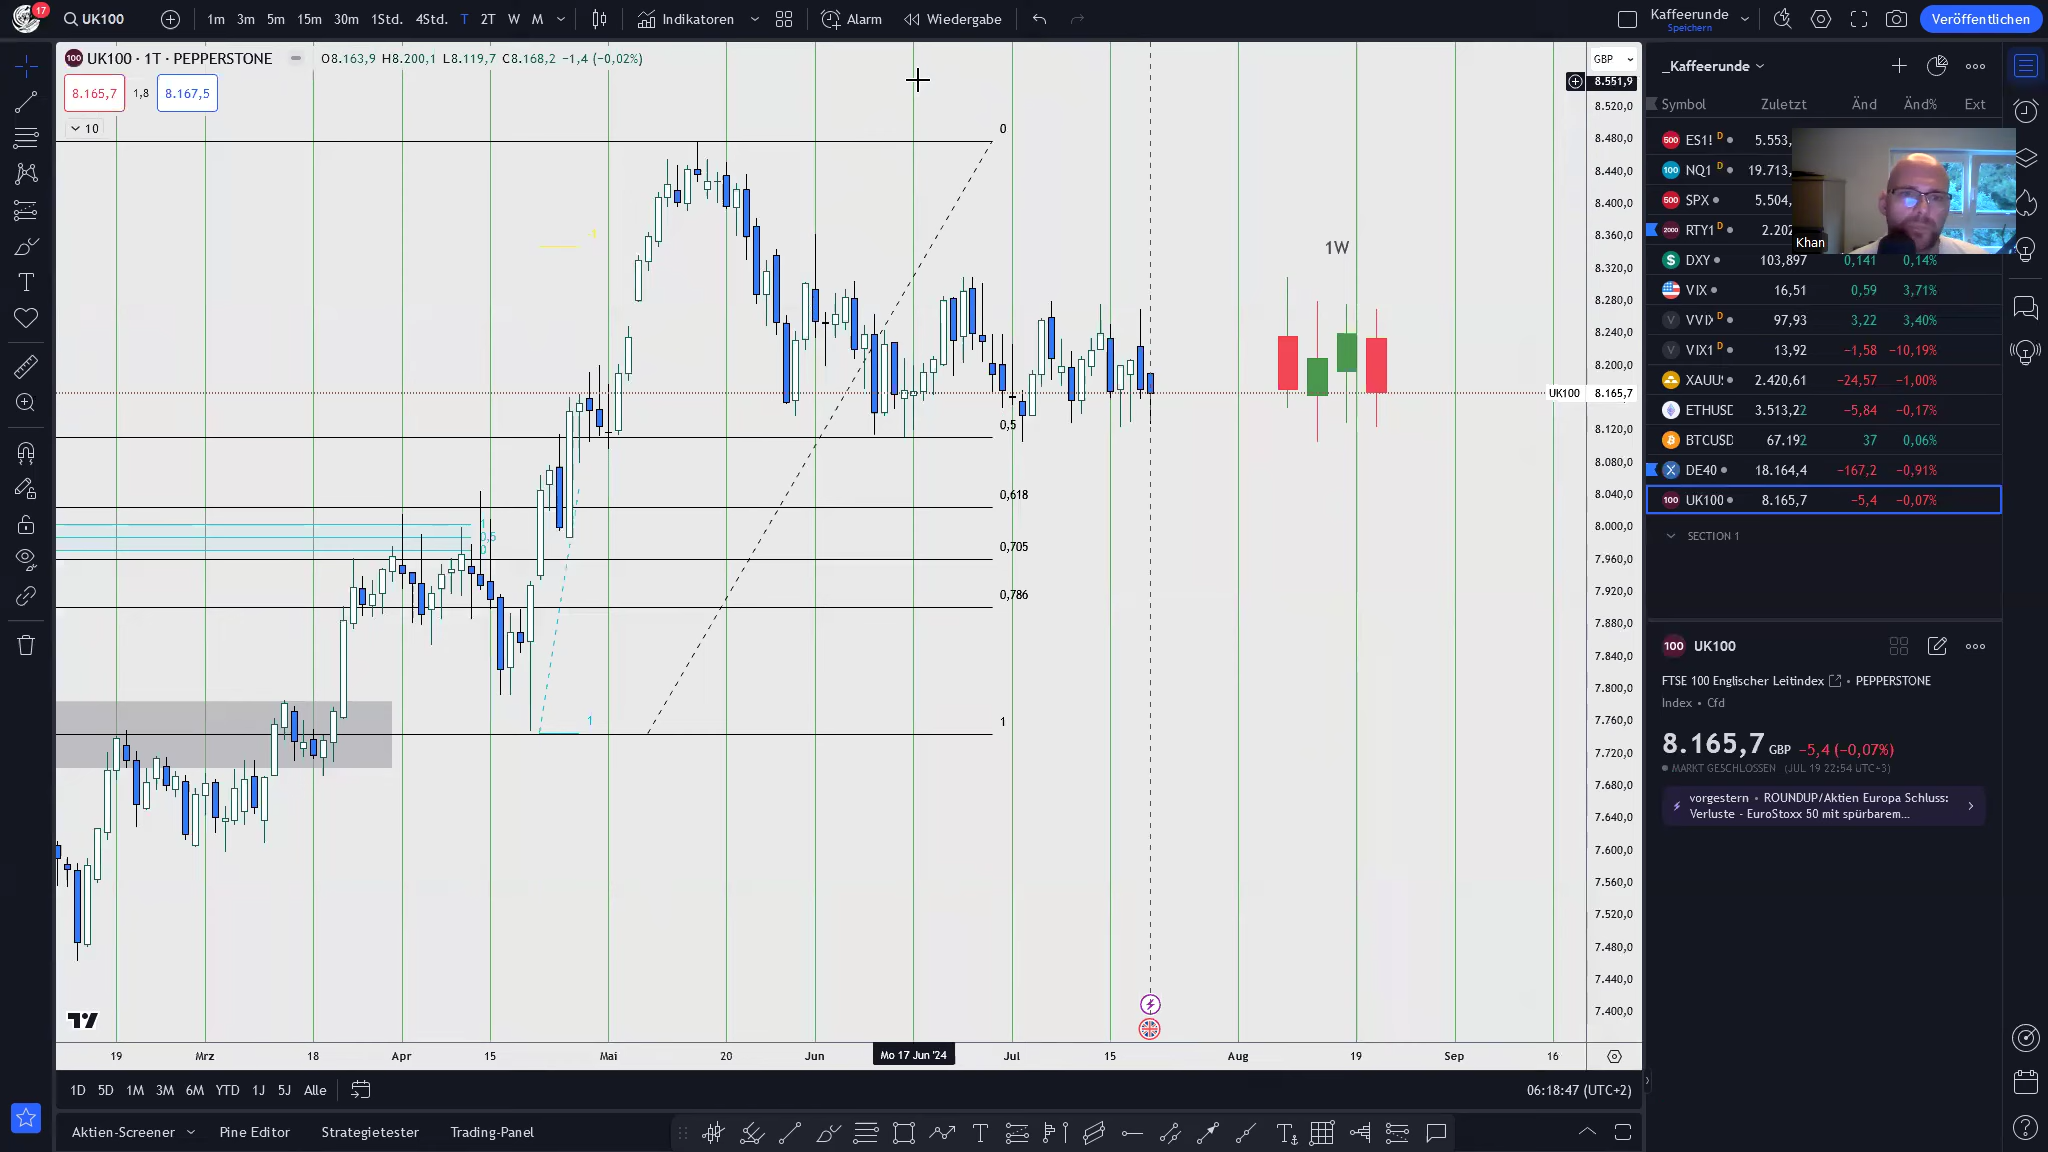 17
UK100
1m 3m 5m 15m 30m 1Std. 4Std. T 2T W M
Indikatoren
Alarm
Wiedergabe
Kaffeerunde
Speichern
Veröffentlichen
100 UK100 · 1T · PEPPERSTONE
O8.163,9 H8.200,1 L8.119,7 C8.168,2 −1,4 (−0,02%)
8.165,7 1,8 8.167,5
10
GBP
8.551,9
8.520,0
8.480,0
8.440,0
8.400,0
8.360,0
8.320,0
8.280,0
8.240,0
8.200,0
UK100 8.165,7
8.120,0
8.080,0
8.040,0
8.000,0
7.960,0
7.920,0
7.880,0
7.840,0
7.800,0
7.760,0
7.720,0
7.680,0
7.640,0
7.600,0
7.560,0
7.520,0
7.480,0
7.440,0
7.400,0
0
-1
1W
0,5
0,618
0,705
0,786
1
1
0,5
0
1
19 Mrz 18 Apr 15 Mai 20 Jun Mo 17 Jun '24 Jul 15 Aug 19 Sep 16
1D 5D 1M 3M 6M YTD 1J 5J Alle
06:18:47 (UTC+2)
Aktien-Screener Pine Editor Strategietester Trading-Panel
_Kaffeerunde
Symbol Zuletzt Änd Änd% Ext
500 ES1! D 5.553,
100 NQ1 D 19.713,
500 SPX 5.504,
2000 RTY1 D 2.202
Khan
DXY 103,897 0,141 0,14%
VIX 16,51 0,59 3,71%
V VVIX D 97,93 3,22 3,40%
V VIX1 D 13,92 −1,58 −10,19%
XAUU 2.420,61 −24,57 −1,00%
ETHUSD 3.513,22 −5,84 −0,17%
BTCUSD 67.192 37 0,06%
DE40 18.164,4 −167,2 −0,91%
100 UK100 8.165,7 −5,4 −0,07%
SECTION 1
100 UK100
FTSE 100 Englischer Leitindex • PEPPERSTONE
Index • Cfd
8.165,7 GBP −5,4 (−0,07%)
MARKT GESCHLOSSEN (JUL 19 22:54 UTC+3)
vorgestern • ROUNDUP/Aktien Europa Schluss:
Verluste - EuroStoxx 50 mit spürbarem...